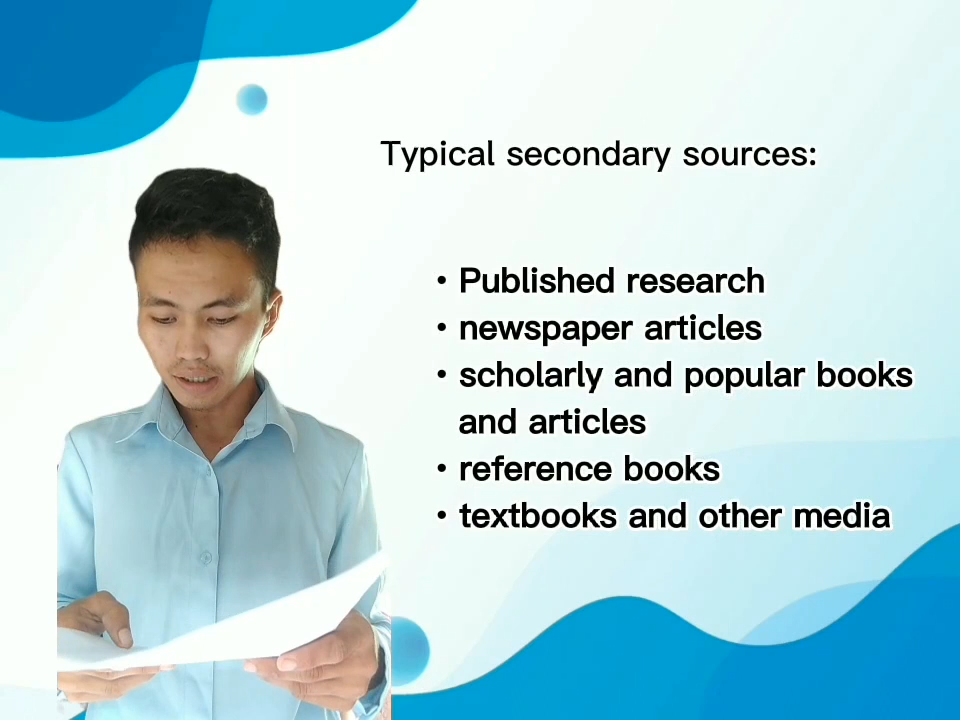 Typical secondary sources:
• Published research
• newspaper articles
• scholarly and popular books
and articles
• reference books
• textbooks and other media